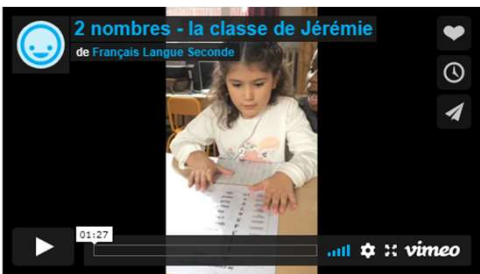 2 nombres - la classe de Jérémie
de Français Langue Seconde
01:27
vimeo